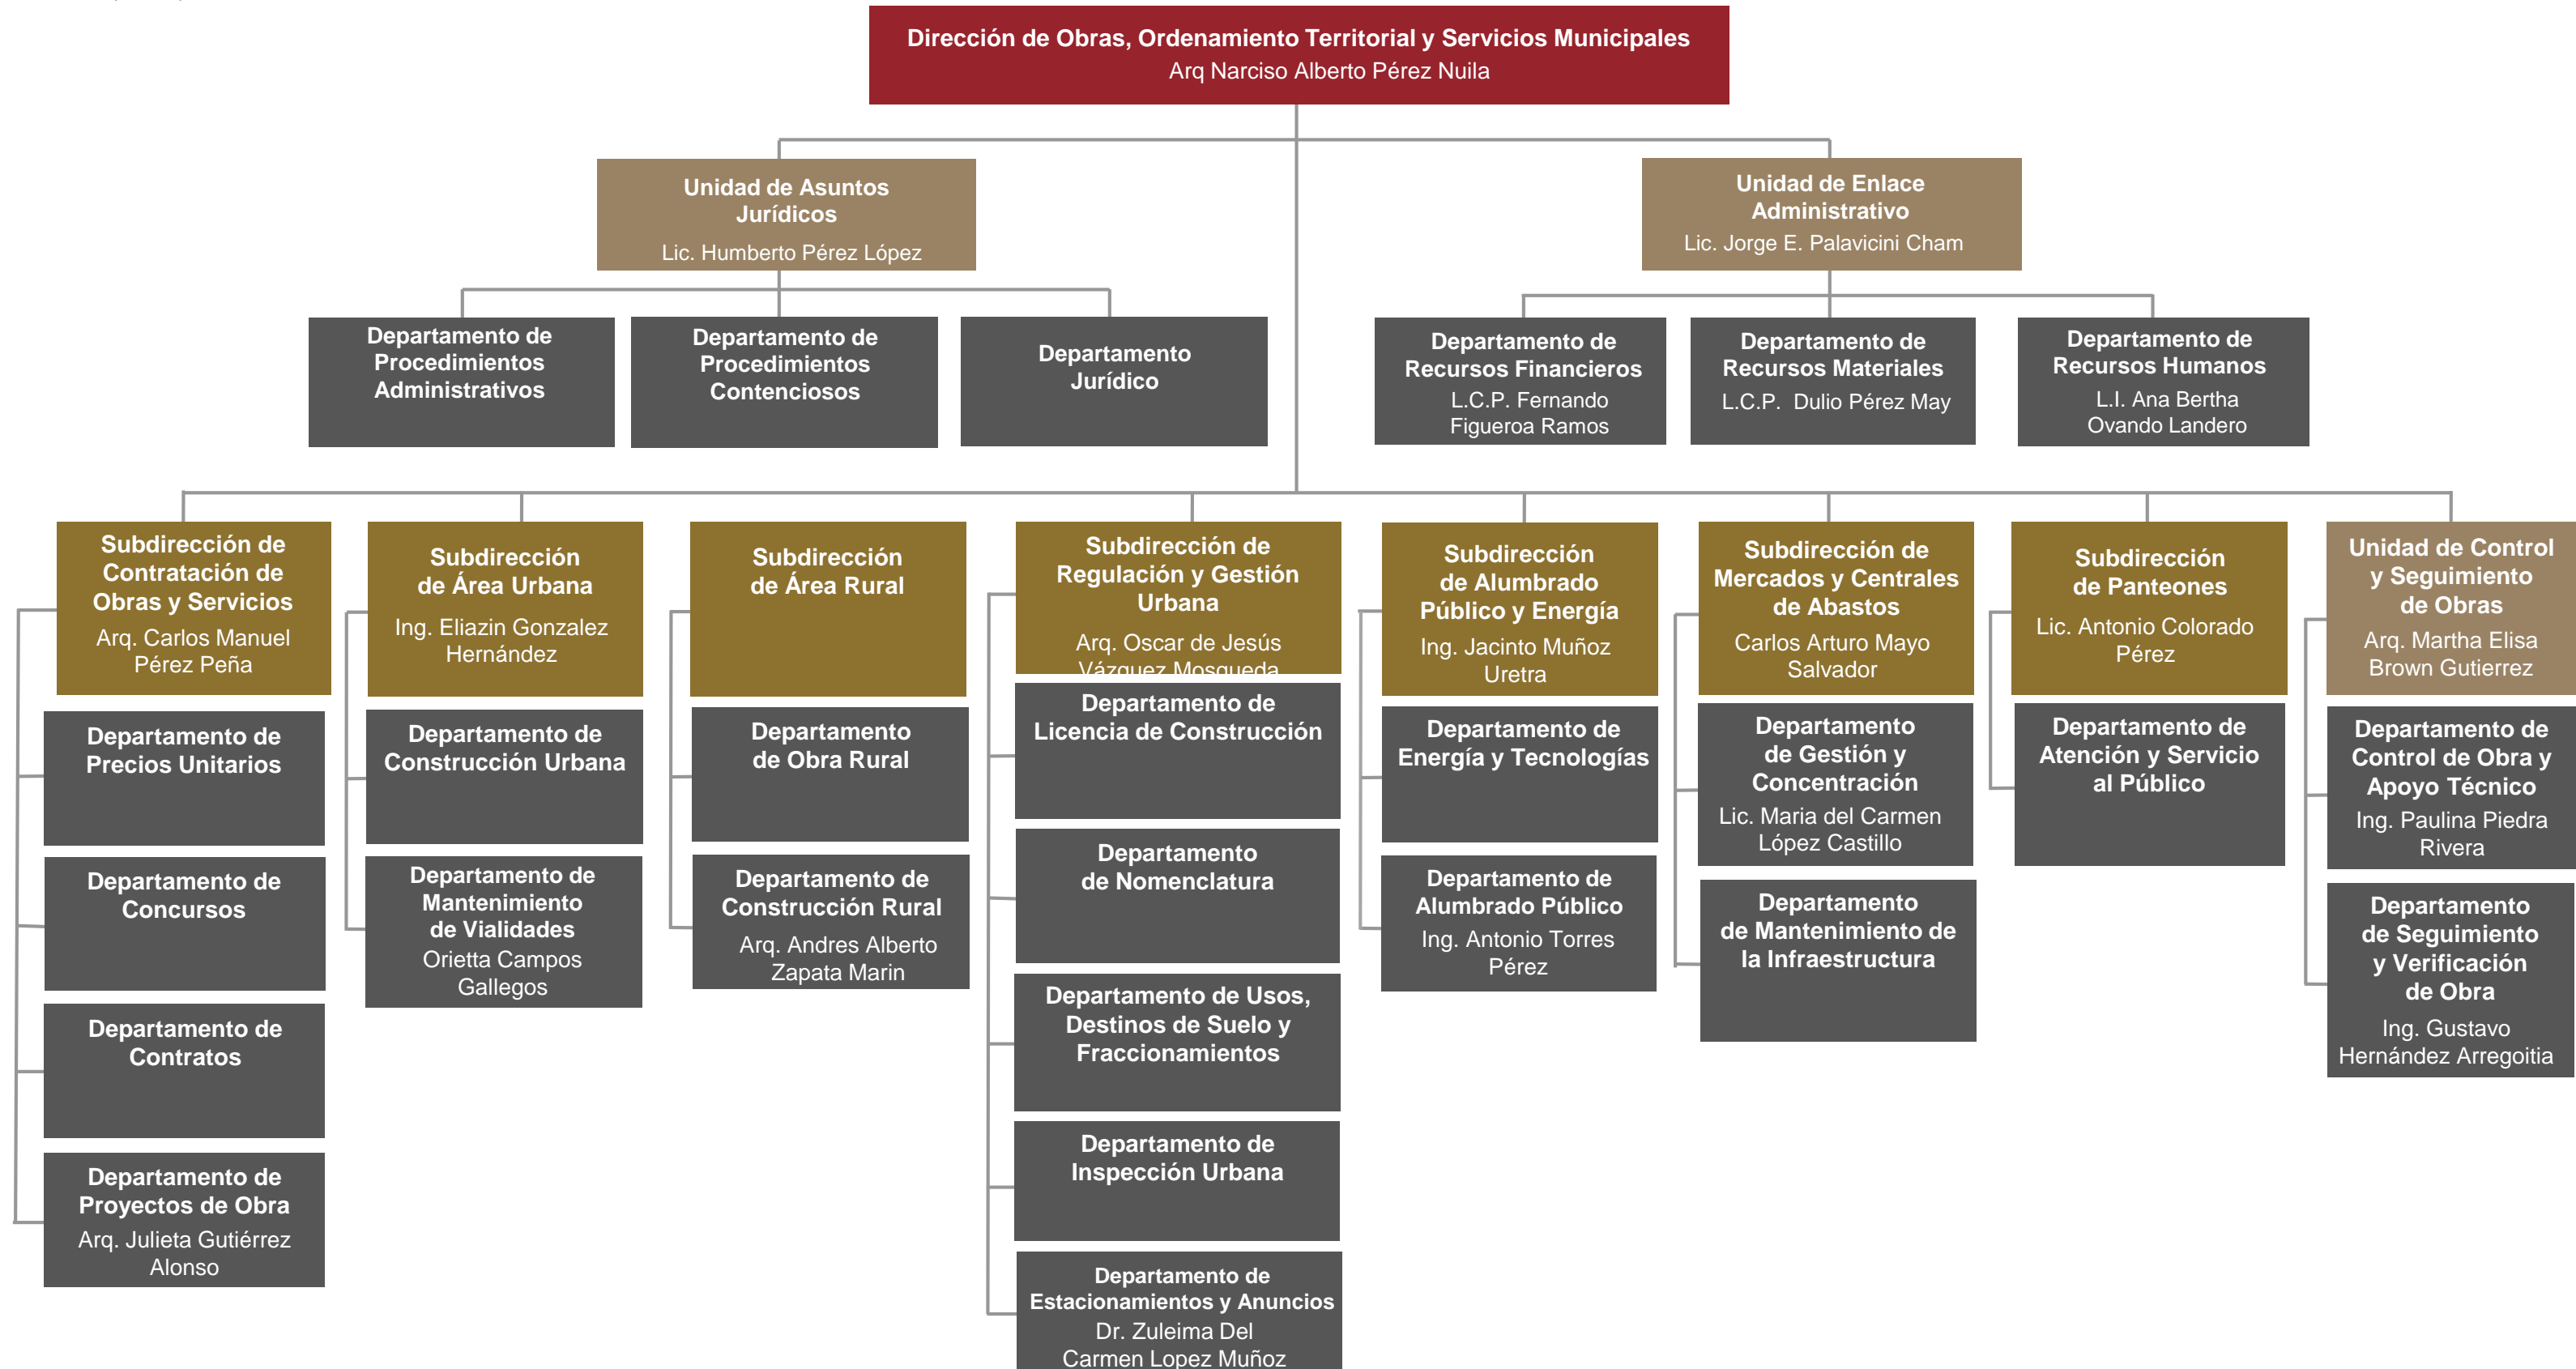 Dirección de Obras, Ordenamiento Territorial y Servicios Municipales
Arq Narciso Alberto Pérez Nuila
Unidad de Asuntos
Jurídicos
Lic. Humberto Pérez López
Unidad de Enlace
Administrativo
Lic. Jorge E. Palavicini Cham
Departamento de
Procedimientos
Administrativos
Departamento de
Procedimientos
Contenciosos
Departamento
Jurídico
Departamento de
Recursos Financieros
L.C.P. Fernando
Figueroa Ramos
Departamento de
Recursos Materiales
L.C.P. Dulio Pérez May
Departamento de
Recursos Humanos
L.I. Ana Bertha
Ovando Landero
Subdirección de
Contratación de
Obras y Servicios
Arq. Carlos Manuel
Pérez Peña
Departamento de
Precios Unitarios
Departamento de
Concursos
Departamento de
Contratos
Departamento de
Proyectos de Obra
Arq. Julieta Gutiérrez
Alonso
Subdirección
de Área Urbana
Ing. Eliazin Gonzalez
Hernández
Departamento de
Construcción Urbana
Departamento de
Mantenimiento
de Vialidades
Orietta Campos
Gallegos
Subdirección
de Área Rural
Departamento
de Obra Rural
Departamento de
Construcción Rural
Arq. Andres Alberto
Zapata Marin
Subdirección de
Regulación y Gestión
Urbana
Arq. Oscar de Jesús
Vázquez Mosqueda
Departamento de
Licencia de Construcción
Departamento
de Nomenclatura
Departamento de Usos,
Destinos de Suelo y
Fraccionamientos
Departamento de
Inspección Urbana
Departamento de
Estacionamientos y Anuncios
Dr. Zuleima Del
Carmen Lopez Muñoz
Subdirección
de Alumbrado
Público y Energía
Ing. Jacinto Muñoz
Uretra
Departamento de
Energía y Tecnologías
Departamento de
Alumbrado Público
Ing. Antonio Torres
Pérez
Subdirección de
Mercados y Centrales
de Abastos
Carlos Arturo Mayo
Salvador
Departamento
de Gestión y
Concentración
Lic. Maria del Carmen
López Castillo
Departamento
de Mantenimiento de
la Infraestructura
Subdirección
de Panteones
Lic. Antonio Colorado
Pérez
Departamento de
Atención y Servicio
al Público
Unidad de Control
y Seguimiento
de Obras
Arq. Martha Elisa
Brown Gutierrez
Departamento de
Control de Obra y
Apoyo Técnico
Ing. Paulina Piedra
Rivera
Departamento
de Seguimiento
y Verificación
de Obra
Ing. Gustavo
Hernández Arregoitia